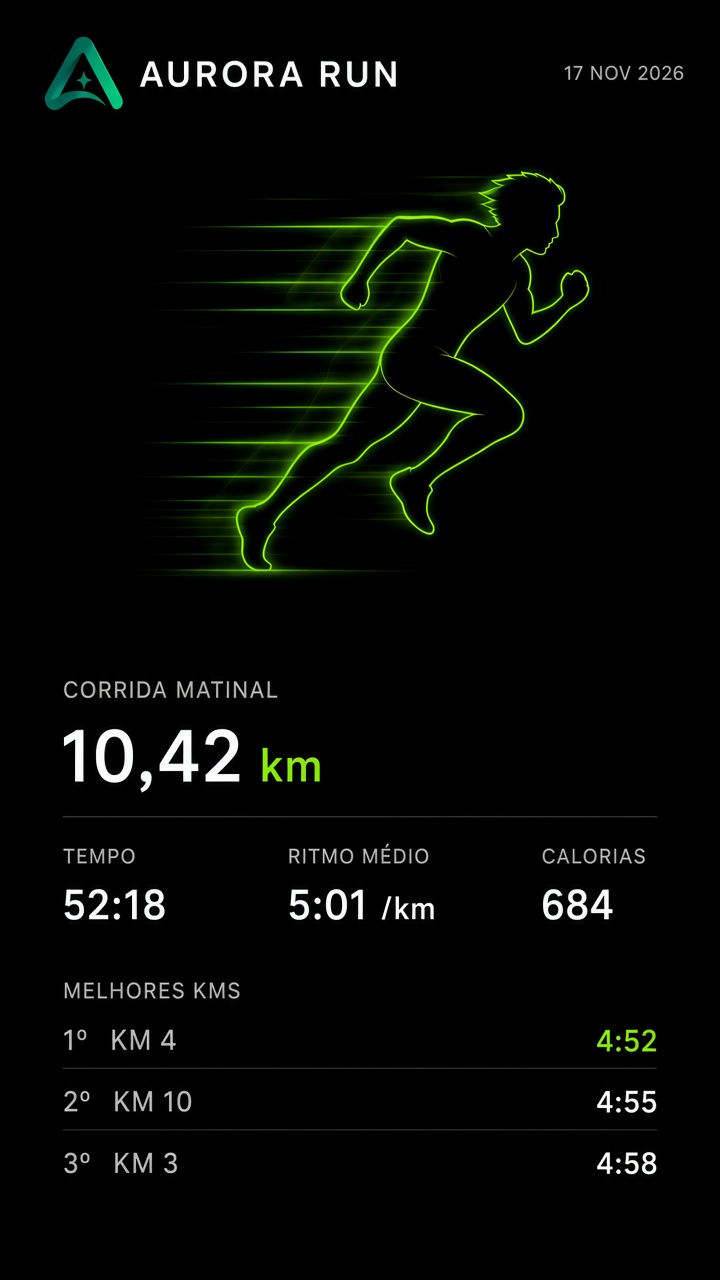 AURORA RUN
17 NOV 2026
CORRIDA MATINAL
10,42 km
TEMPO RITMO MÉDIO CALORIAS
52:18 5:01 /km 684
MELHORES KMS
1º KM 4 4:52
2º KM 10 4:55
3º KM 3 4:58